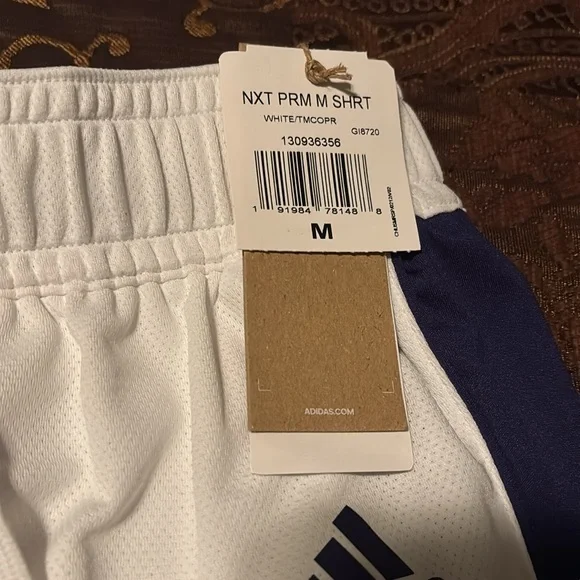 NXT PRM M SHRT
WHITE/TMCOPR
GI8720
130936356
1 91984 78148 8
M
ADIDAS.COM